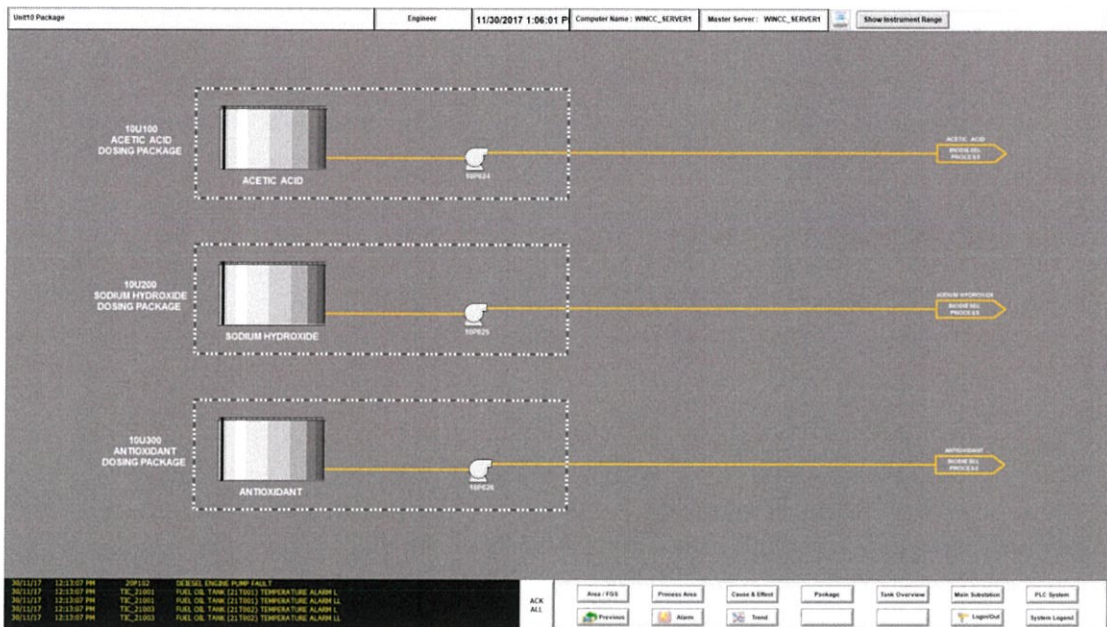 Unit10 Package
Engineer
11/30/2017 1:06:01 P
Computer Name : WINCC_SERVER1
Master Server : WINCC_SERVER1
Show Instrument Range
10U100
ACETIC ACID
DOSING PACKAGE
ACETIC ACID
10P024
ACETIC ACID
BIODIESEL
PROCESS
10U200
SODIUM HYDROXIDE
DOSING PACKAGE
SODIUM HYDROXIDE
10P025
SODIUM HYDROXIDE
BIODIESEL
PROCESS
10U300
ANTIOXIDANT
DOSING PACKAGE
ANTIOXIDANT
10P026
ANTIOXIDANT
BIODIESEL
PROCESS
30/11/17 12:13:07 PM 20P102 DEIESEL ENGINE PUMP FAULT
30/11/17 12:13:07 PM TIC_21001 FUEL OIL TANK (21T001) TEMPERATURE ALARM L
30/11/17 12:13:07 PM TIC_21001 FUEL OIL TANK (21T001) TEMPERATURE ALARM LL
30/11/17 12:13:07 PM TIC_21003 FUEL OIL TANK (21T002) TEMPERATURE ALARM L
30/11/17 12:13:07 PM TIC_21003 FUEL OIL TANK (21T002) TEMPERATURE ALARM LL
ACK
ALL
Area / FGS
Process Area
Cause & Effect
Package
Tank Overview
Main Substation
PLC System
Previous
Alarm
Trend
Logon/Out
System Legend